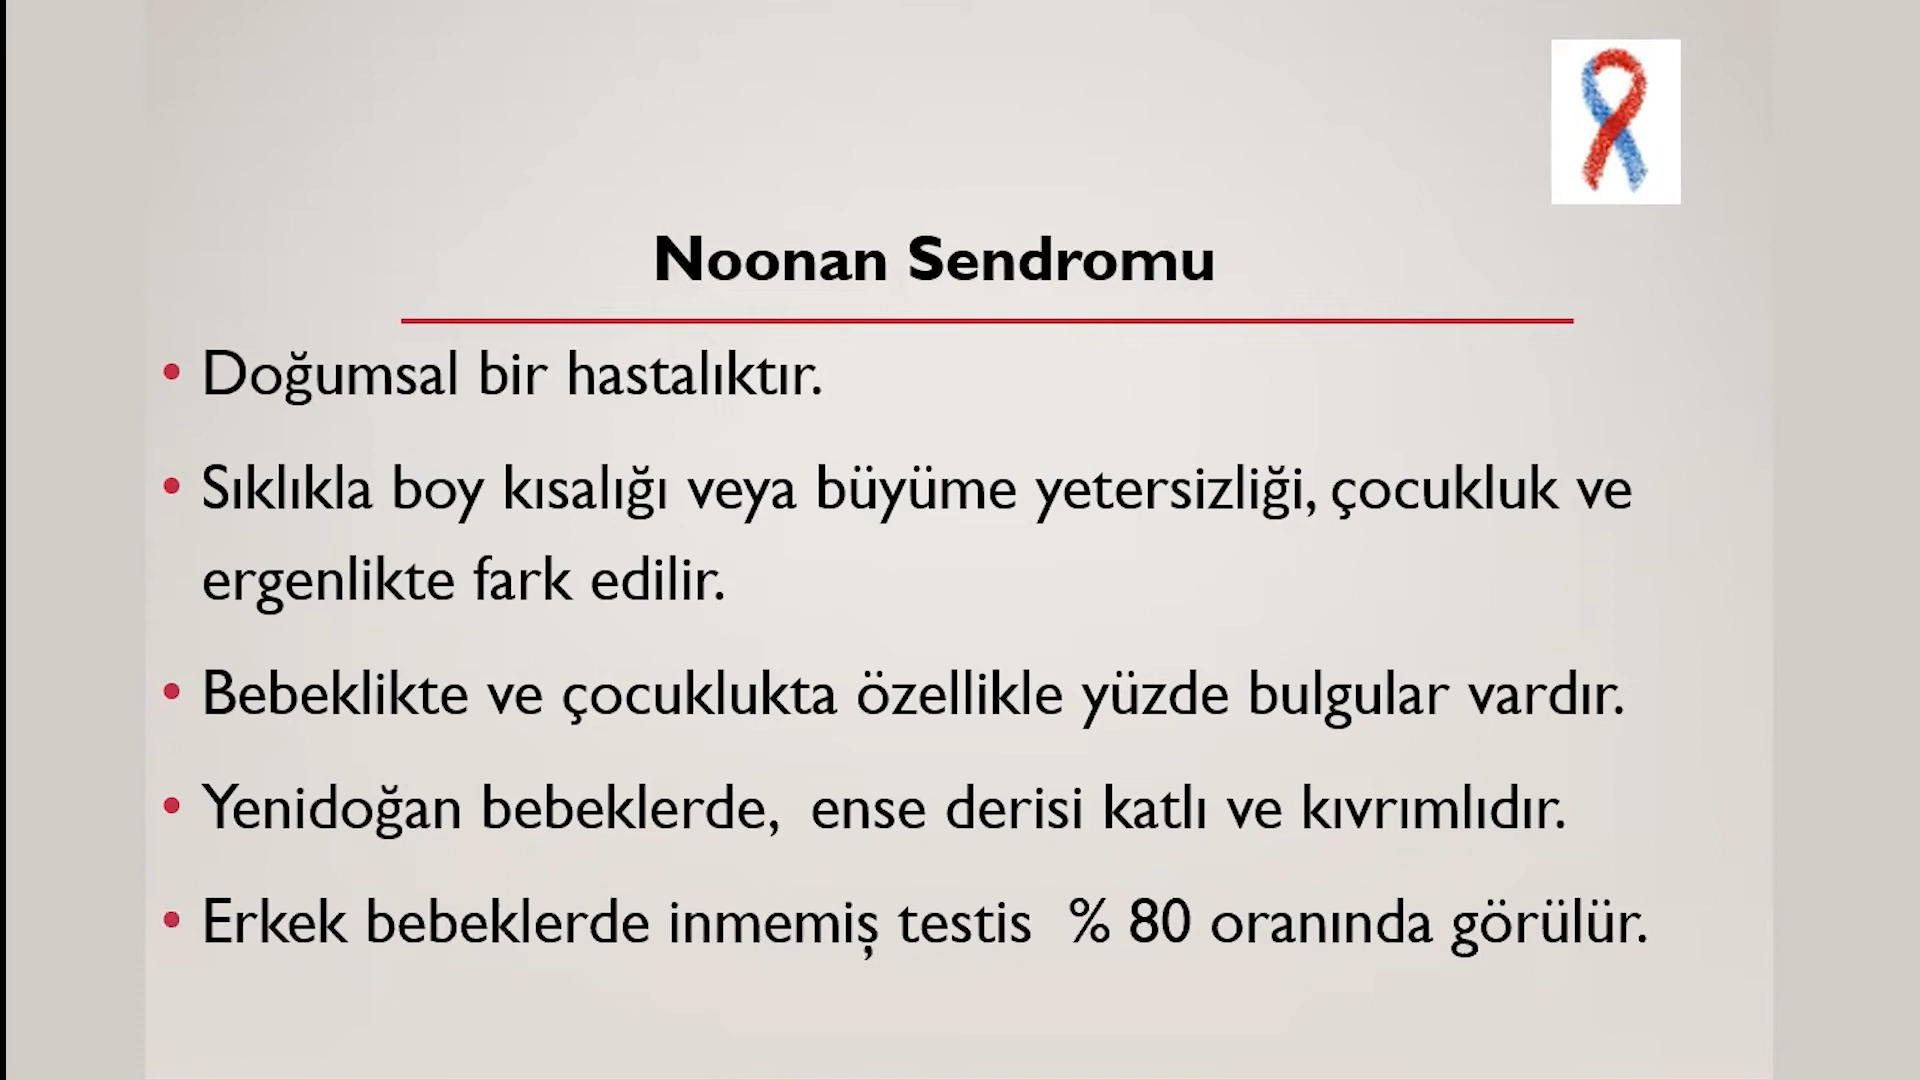 Noonan Sendromu
• Doğumsal bir hastalıktır.
• Sıklıkla boy kısalığı veya büyüme yetersizliği, çocukluk ve
ergenlikte fark edilir.
• Bebeklikte ve çocuklukta özellikle yüzde bulgular vardır.
• Yenidoğan bebeklerde, ense derisi katlı ve kıvrımlıdır.
• Erkek bebeklerde inmemiş testis % 80 oranında görülür.